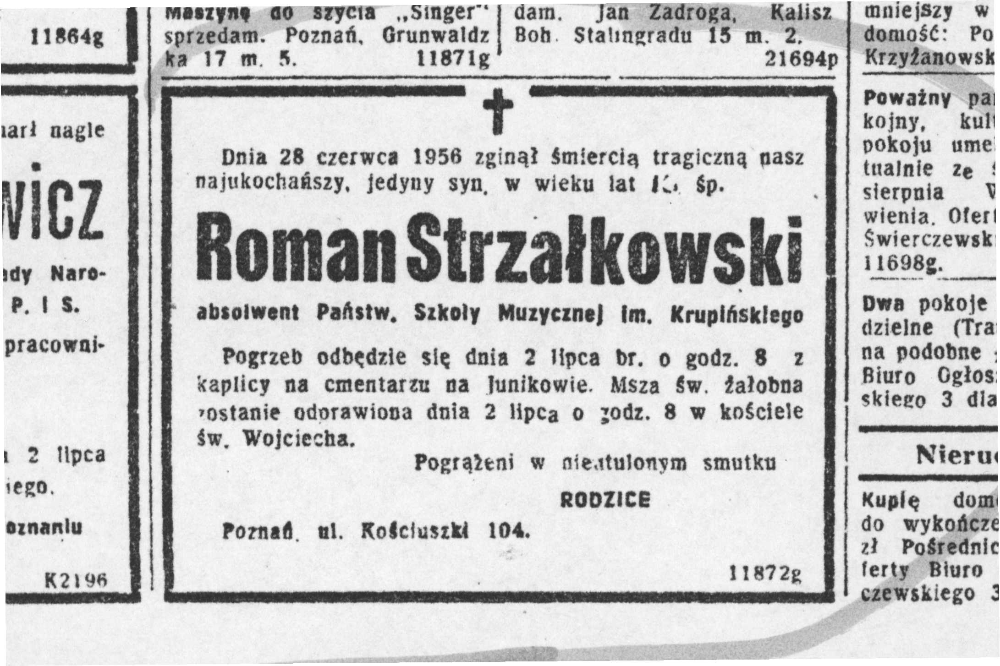 11864g
narł nagle
wicz
ady Naro-
P. I S.
pracowni-
2 lipca
iego.
oznaniu
K2196
Maszynę do szycia „Singer"
sprzedam. Poznań, Grunwaldz
ka 17 m. 5. 11871g
dam. Jan Zadroga, Kalisz
Boh. Stalingradu 15 m. 2.
21694p
Dnia 28 czerwca 1956 zginął śmiercią tragiczną nasz
najukochańszy, jedyny syn, w wieku lat śp.
Roman Strzałkowski
absolwent Państw. Szkoły Muzycznej im. Krupińskiego
Pogrzeb odbędzie się dnia 2 lipca br. o godz. 8 z
kaplicy na cmentarzu na Junikowie. Msza św. żałobna
zostanie odprawiona dnia 2 lipca o godz. 8 w kościele
św. Wojciecha.
Pogrążeni w nieutulonym smutku
RODZICE
Poznań, ul. Kościuszki 104.
11872g
mniejszy w
domość: Po
Krzyżanowsk
Poważny pa
kojny, kul
pokoju ume
tualnie ze
sierpnia
wienia. Ofert
Świerczewsk
11698g.
Dwa pokoje
dzielne (Tra
na podobne
Biuro Ogłos
skiego 3 dla
Nieruc
Kupię dom
do wykończe
zł Pośrednic
ferty Biuro
czewskiego 3